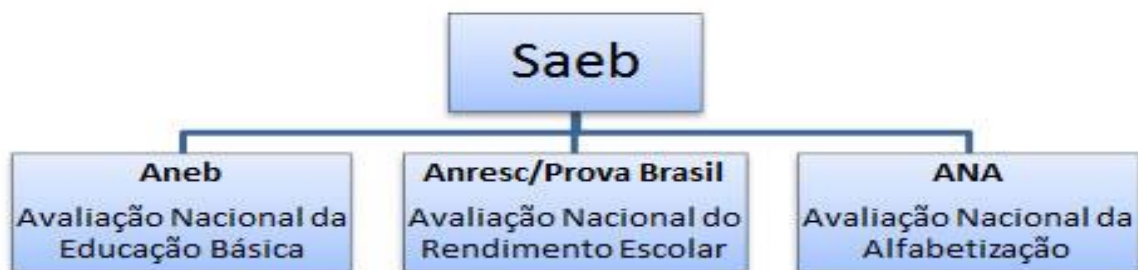 Saeb
Aneb
Avaliação Nacional da
Educação Básica
Anresc/Prova Brasil
Avaliação Nacional do
Rendimento Escolar
ANA
Avaliação Nacional da
Alfabetização